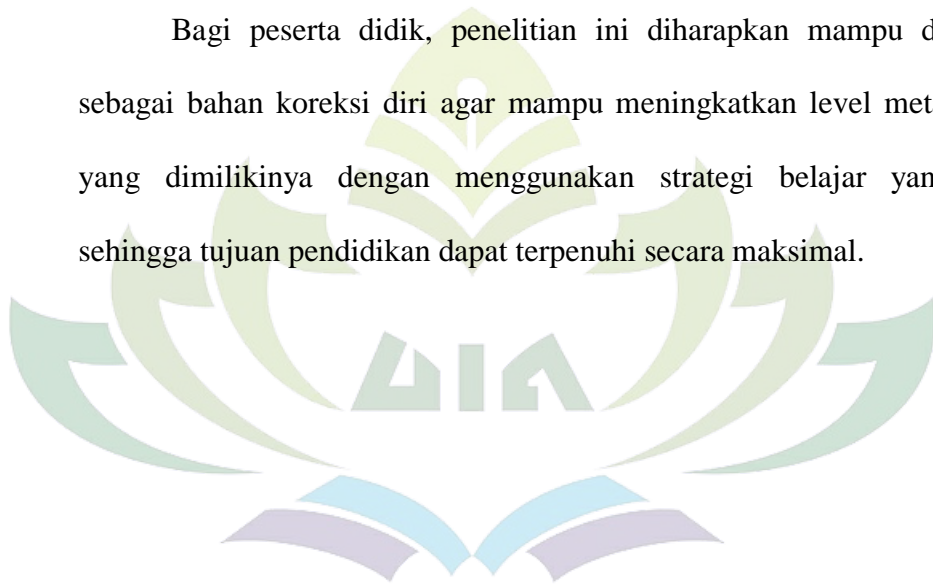 Bagi peserta didik, penelitian ini diharapkan mampu d
sebagai bahan koreksi diri agar mampu meningkatkan level met
yang dimilikinya dengan menggunakan strategi belajar yan
sehingga tujuan pendidikan dapat terpenuhi secara maksimal.
UIN